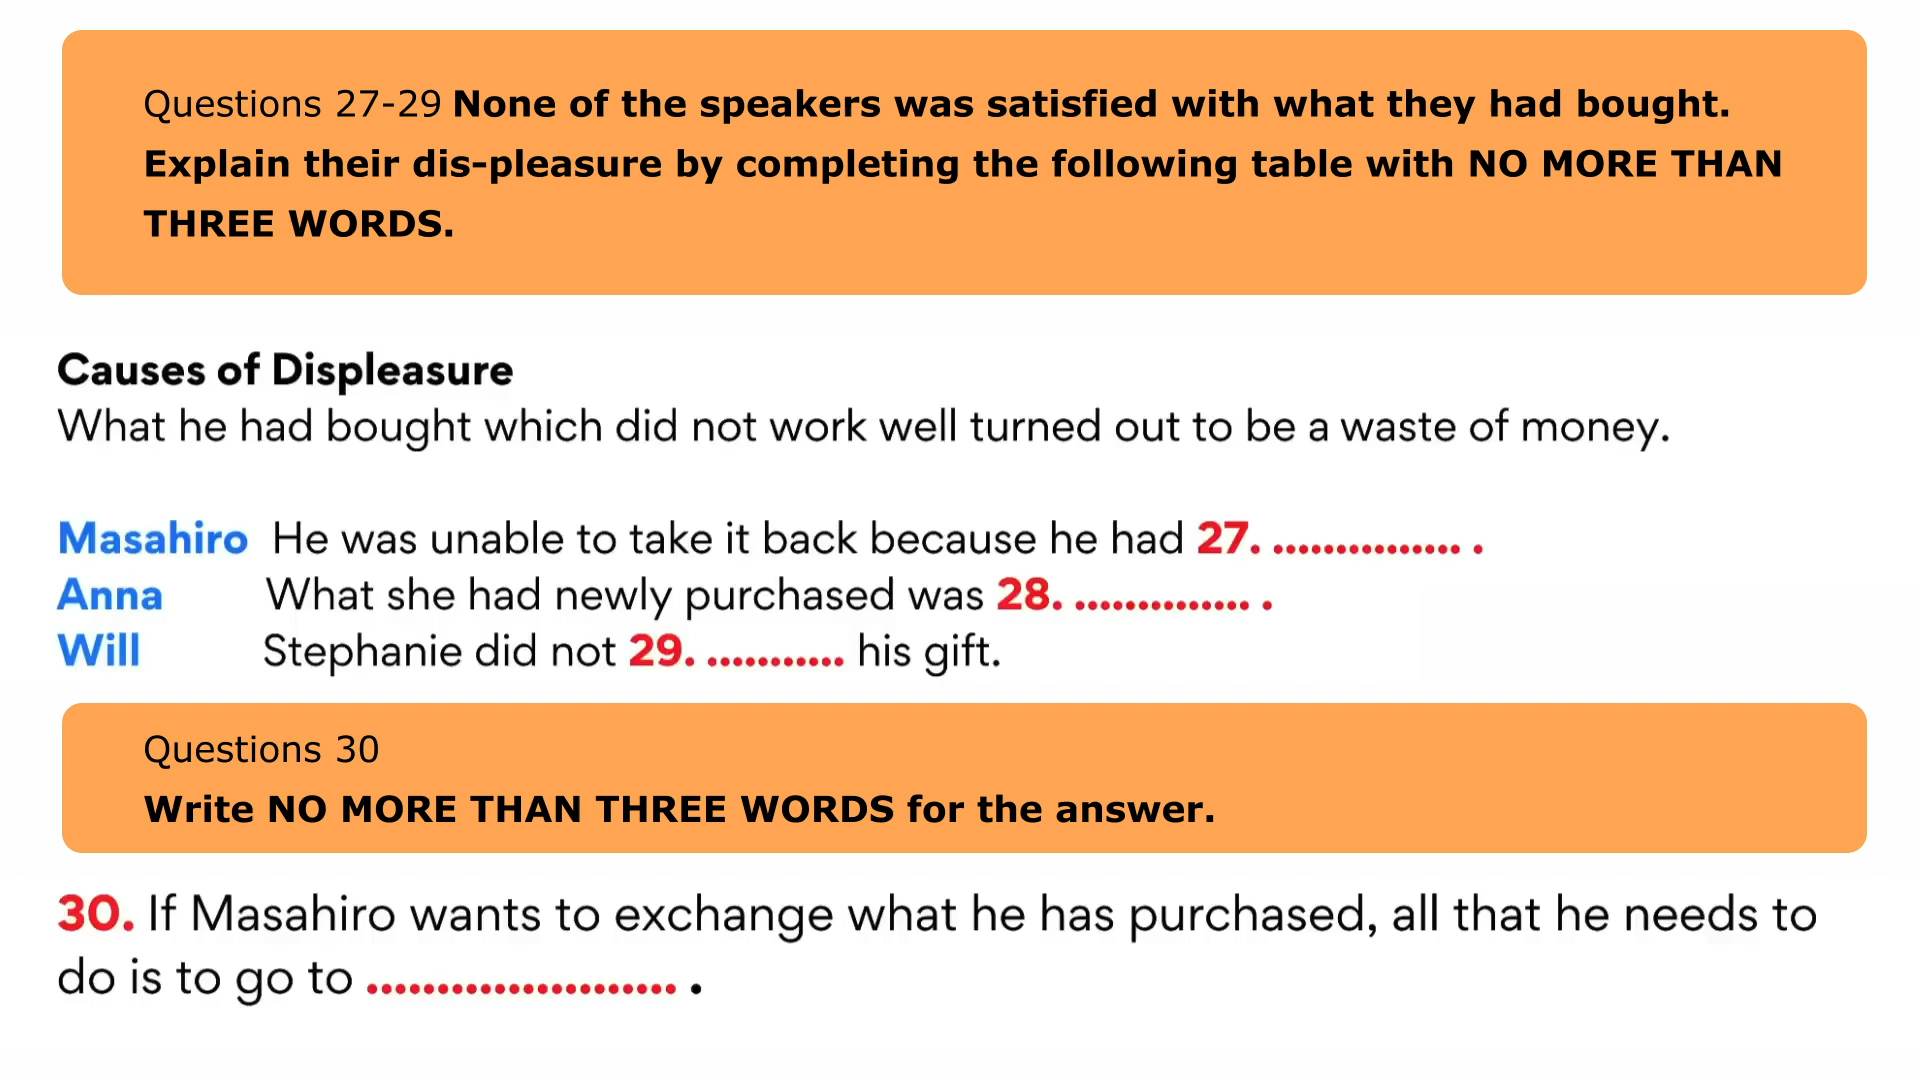 Questions 27-29 None of the speakers was satisfied with what they had bought.
Explain their dis-pleasure by completing the following table with NO MORE THAN
THREE WORDS.
Causes of Displeasure
What he had bought which did not work well turned out to be a waste of money.
Masahiro He was unable to take it back because he had 27. ............... .
Anna What she had newly purchased was 28. .............. .
Will Stephanie did not 29. ........... his gift.
Questions 30
Write NO MORE THAN THREE WORDS for the answer.
30. If Masahiro wants to exchange what he has purchased, all that he needs to
do is to go to ...................... .